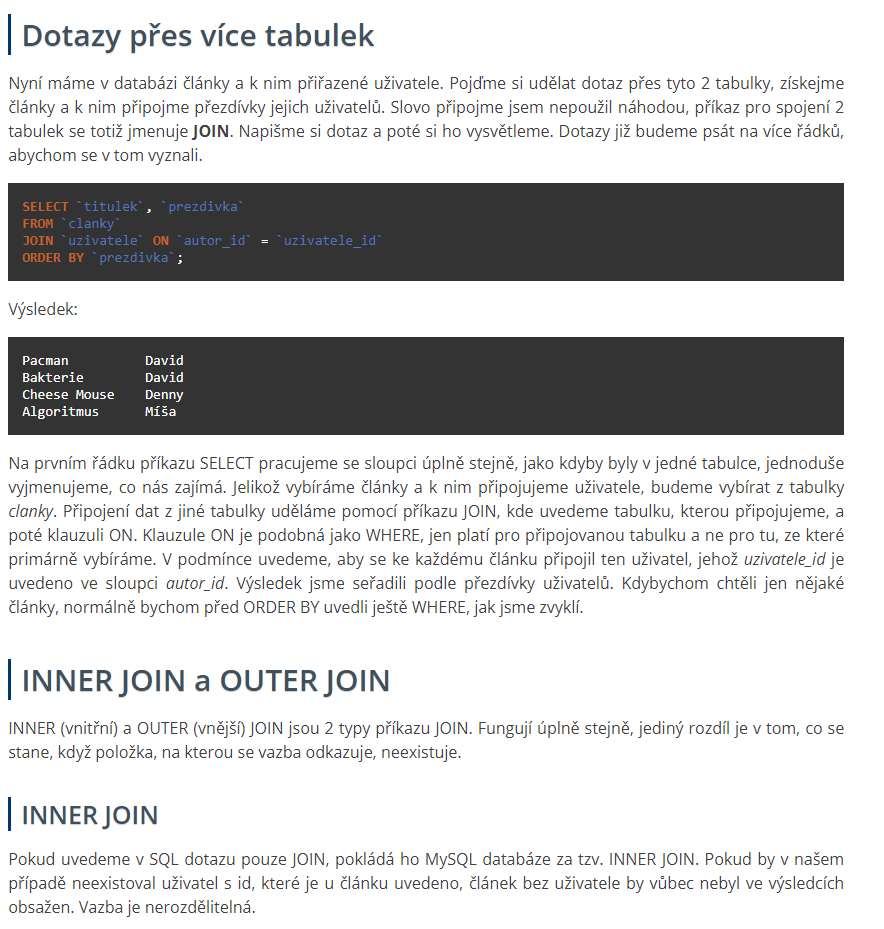 Dotazy přes více tabulek
Nyní máme v databázi články a k nim přiřazené uživatele. Pojďme si udělat dotaz přes tyto 2 tabulky, získejme
články a k nim připojme přezdívky jejich uživatelů. Slovo připojme jsem nepoužil náhodou, příkaz pro spojení 2
tabulek se totiž jmenuje JOIN. Napišme si dotaz a poté si ho vysvětleme. Dotazy již budeme psát na více řádků,
abychom se v tom vyznali.
SELECT `titulek`, `prezdivka`
FROM `clanky`
JOIN `uzivatele` ON `autor_id` = `uzivatele_id`
ORDER BY `prezdivka`;
Výsledek:
Pacman David
Bakterie David
Cheese Mouse Denny
Algoritmus Míša
Na prvním řádku příkazu SELECT pracujeme se sloupci úplně stejně, jako kdyby byly v jedné tabulce, jednoduše
vyjmenujeme, co nás zajímá. Jelikož vybíráme články a k nim připojujeme uživatele, budeme vybírat z tabulky
clanky. Připojení dat z jiné tabulky uděláme pomocí příkazu JOIN, kde uvedeme tabulku, kterou připojujeme, a
poté klauzuli ON. Klauzule ON je podobná jako WHERE, jen platí pro připojovanou tabulku a ne pro tu, ze které
primárně vybíráme. V podmínce uvedeme, aby se ke každému článku připojil ten uživatel, jehož uzivatele_id je
uvedeno ve sloupci autor_id. Výsledek jsme seřadili podle přezdívky uživatelů. Kdybychom chtěli jen nějaké
články, normálně bychom před ORDER BY uvedli ještě WHERE, jak jsme zvyklí.
INNER JOIN a OUTER JOIN
INNER (vnitřní) a OUTER (vnější) JOIN jsou 2 typy příkazu JOIN. Fungují úplně stejně, jediný rozdíl je v tom, co se
stane, když položka, na kterou se vazba odkazuje, neexistuje.
INNER JOIN
Pokud uvedeme v SQL dotazu pouze JOIN, pokládá ho MySQL databáze za tzv. INNER JOIN. Pokud by v našem
případě neexistoval uživatel s id, které je u článku uvedeno, článek bez uživatele by vůbec nebyl ve výsledcích
obsažen. Vazba je nerozdělitelná.